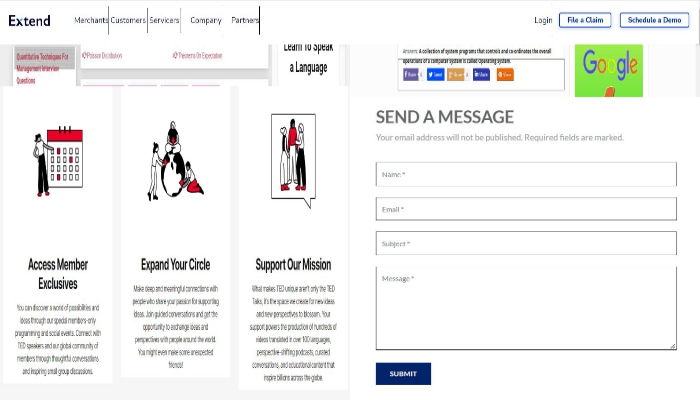 Extend Merchants Customers Servicers Company Partners Login File a Claim Schedule a Demo
Quantitative Techniques For
Management Interview
Questions
Poisson Distribution
Theorems On Expectation
Learn To Speak
a Language
Answer: A collection of system programs that controls and co-ordinates the overall
operations of a computer system is called Operating System.
Share
Tweet
Share
Share
Share
Google
Access Member
Exclusives
You can discover a world of possibilities and
ideas through our special members-only
programming and social events. Connect with
TED speakers and our global community of
members through thoughtful conversations
and inspiring small group discussions.
Expand Your Circle
Make deep and meaningful connections with
people who share your passion for supporting
ideas. Join guided conversations and get the
opportunity to exchange ideas and
perspectives with people around the world.
You might even make some unexpected
friends!
Support Our Mission
What makes TED unique aren't only the TED
Talks, it's the space we create for new ideas
and new perspectives to blossom. Your
support powers the production of hundreds of
videos translated in over 100 languages,
perspective-shifting podcasts, curated
conversations, and educational content that
inspire billions across the globe.
SEND A MESSAGE
Your email address will not be published. Required fields are marked.
Name *
Email *
Subject *
Message *
SUBMIT